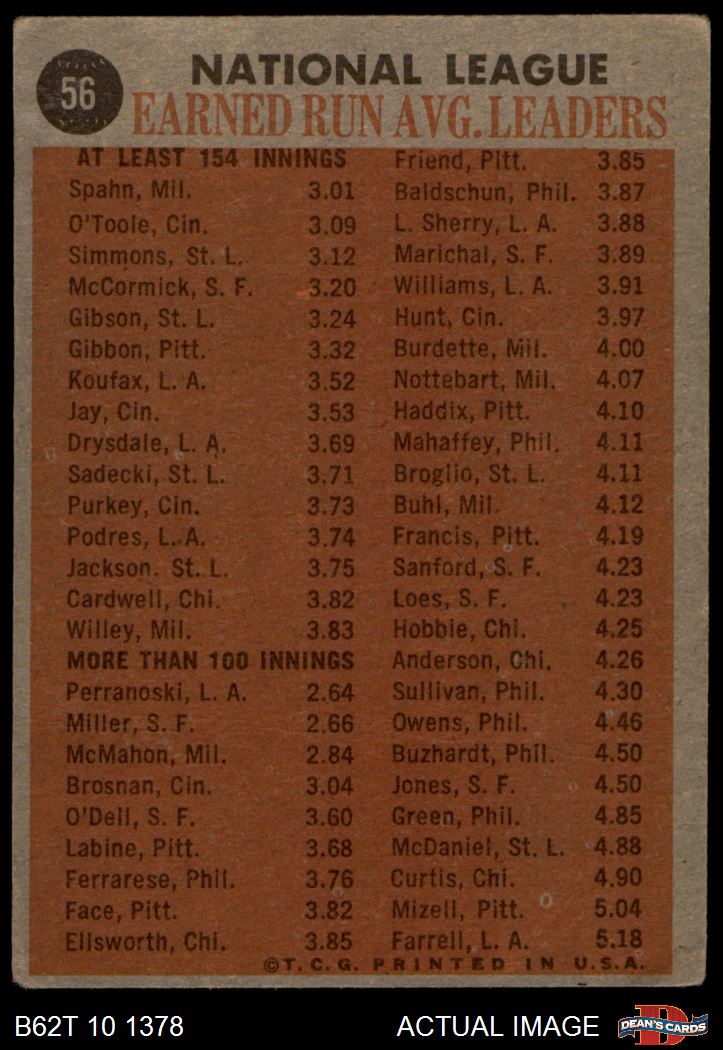 56
NATIONAL LEAGUE
EARNED RUN AVG. LEADERS
AT LEAST 154 INNINGS
Spahn, Mil. 3.01
O'Toole, Cin. 3.09
Simmons, St. L. 3.12
McCormick, S. F. 3.20
Gibson, St. L. 3.24
Gibbon, Pitt. 3.32
Koufax, L. A. 3.52
Jay, Cin. 3.53
Drysdale, L. A. 3.69
Sadecki, St. L. 3.71
Purkey, Cin. 3.73
Podres, L. A. 3.74
Jackson. St. L. 3.75
Cardwell, Chi. 3.82
Willey, Mil. 3.83
MORE THAN 100 INNINGS
Perranoski, L. A. 2.64
Miller, S. F. 2.66
McMahon, Mil. 2.84
Brosnan, Cin. 3.04
O'Dell, S. F. 3.60
Labine, Pitt. 3.68
Ferrarese, Phil. 3.76
Face, Pitt. 3.82
Ellsworth, Chi. 3.85
Friend, Pitt. 3.85
Baldschun, Phil. 3.87
L. Sherry, L. A. 3.88
Marichal, S. F. 3.89
Williams, L. A. 3.91
Hunt, Cin. 3.97
Burdette, Mil. 4.00
Nottebart, Mil. 4.07
Haddix, Pitt. 4.10
Mahaffey, Phil. 4.11
Broglio, St. L. 4.11
Buhl, Mil. 4.12
Francis, Pitt. 4.19
Sanford, S. F. 4.23
Loes, S. F. 4.23
Hobbie, Chi. 4.25
Anderson, Chi. 4.26
Sullivan, Phil. 4.30
Owens, Phil. 4.46
Buzhardt, Phil. 4.50
Jones, S. F. 4.50
Green, Phil. 4.85
McDaniel, St. L. 4.88
Curtis, Chi. 4.90
Mizell, Pitt. 5.04
Farrell, L. A. 5.18
©T. C. G. PRINTED IN U.S.A.
B62T 10 1378
ACTUAL IMAGE
DEAN'S CARDS